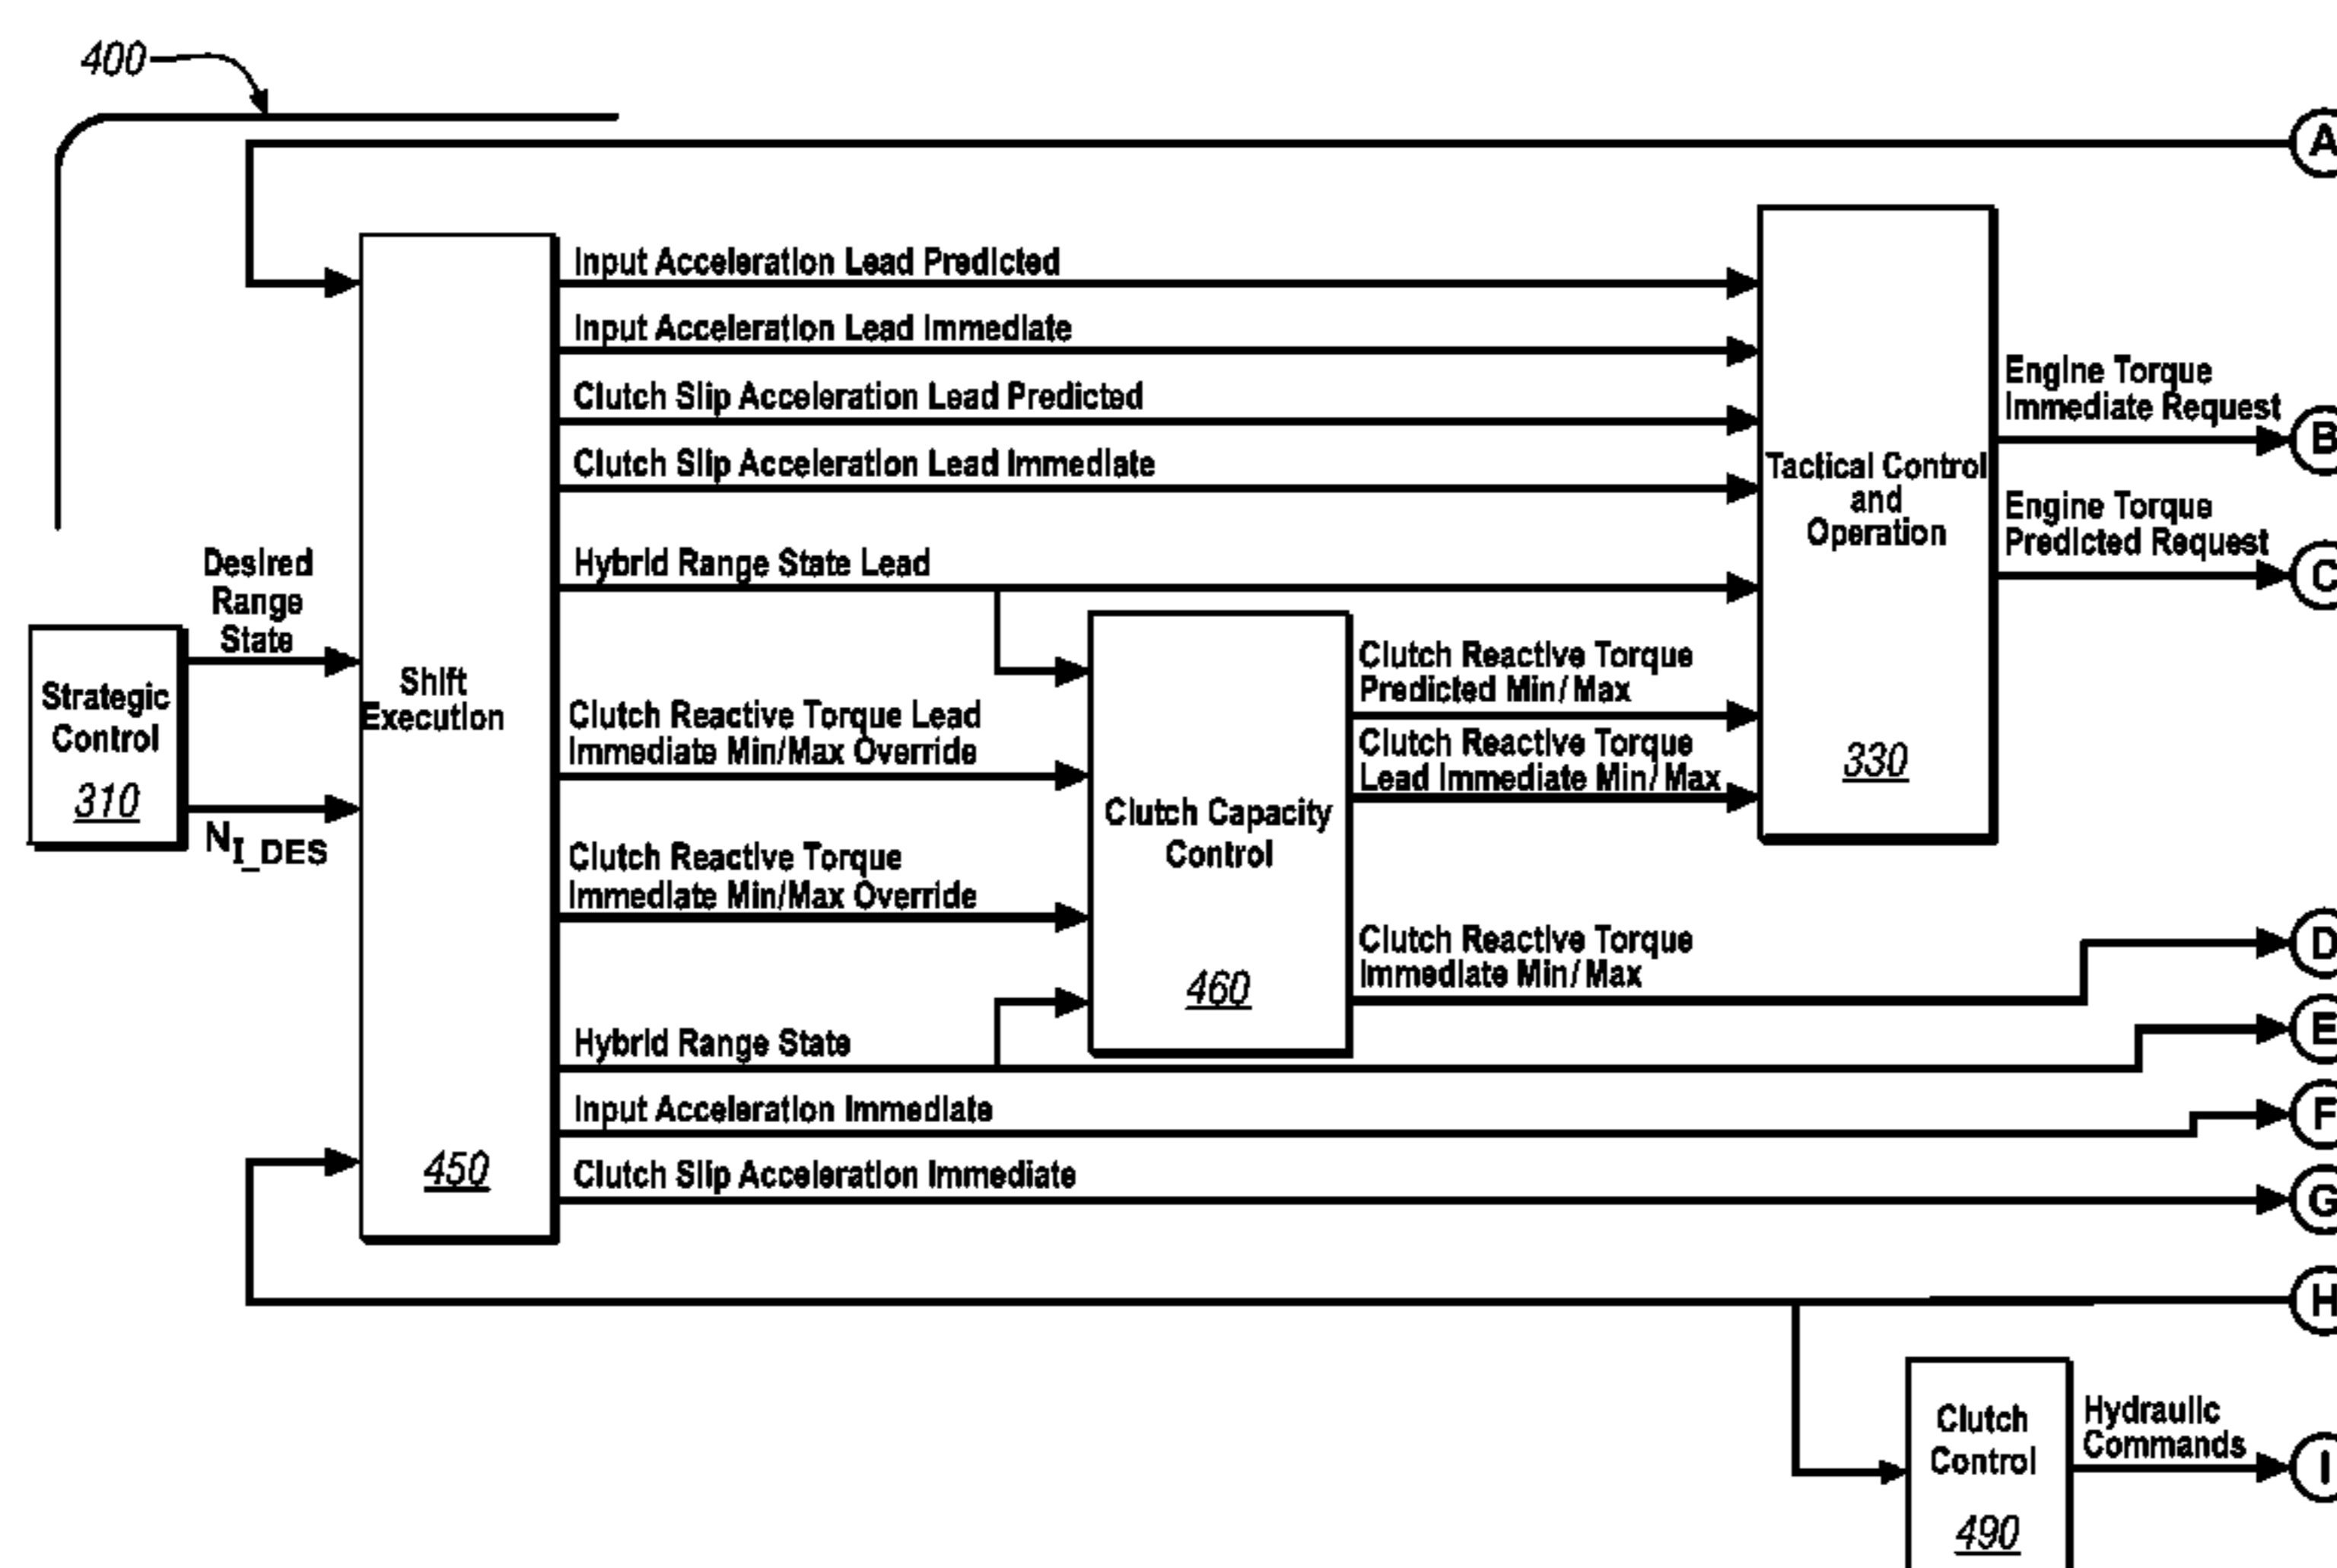 400
A
Input Acceleration Lead Predicted
Input Acceleration Lead Immediate
Clutch Slip Acceleration Lead Predicted
Clutch Slip Acceleration Lead Immediate
Hybrid Range State Lead
Engine Torque
Immediate Request
B
Tactical Control
and
Operation
330
Engine Torque
Predicted Request
C
Desired
Range
State
Strategic
Control
310
N_I_DES
Shift
Execution
450
Clutch Reactive Torque Lead
Immediate Min/Max Override
Clutch Reactive Torque
Immediate Min/Max Override
Clutch Capacity
Control
460
Clutch Reactive Torque
Predicted Min/Max
Clutch Reactive Torque
Lead Immediate Min/Max
Clutch Reactive Torque
Immediate Min/Max
D
Hybrid Range State
E
Input Acceleration Immediate
F
Clutch Slip Acceleration Immediate
G
H
Clutch
Control
490
Hydraulic
Commands
I